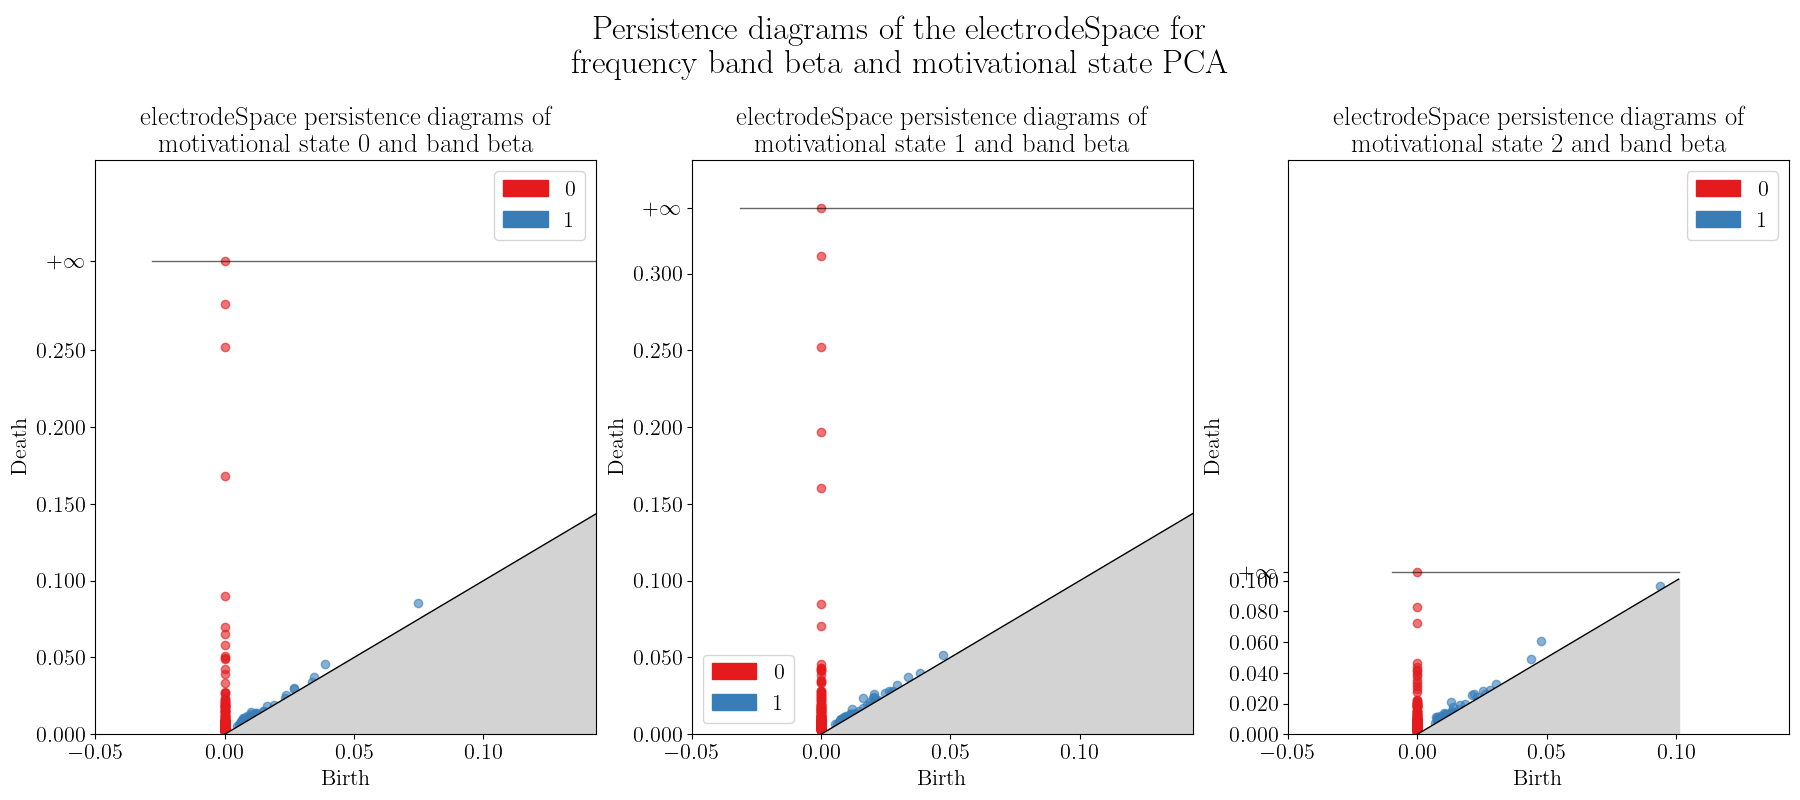 Persistence diagrams of the electrodeSpace for
frequency band beta and motivational state PCA
electrodeSpace persistence diagrams of
motivational state 0 and band beta
0
1
+∞
0.250
0.200
0.150
0.100
0.050
0.000
Death
−0.05
0.00
0.05
0.10
Birth
electrodeSpace persistence diagrams of
motivational state 1 and band beta
+∞
0.300
0.250
0.200
0.150
0.100
0.050
0.000
Death
0
1
−0.05
0.00
0.05
0.10
Birth
electrodeSpace persistence diagrams of
motivational state 2 and band beta
0
1
+∞
0.100
0.080
0.060
0.040
0.020
0.000
Death
−0.05
0.00
0.05
0.10
Birth